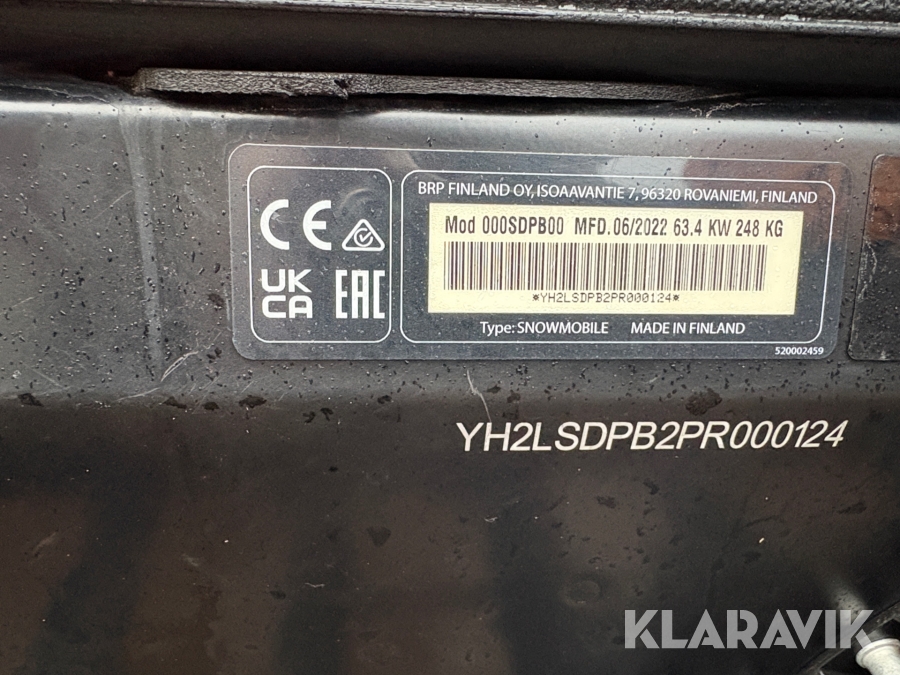 BRP FINLAND OY, ISOAAVANTIE 7, 96320 ROVANIEMI, FINLAND
Mod 000SDPB00 MFD.06/2022 63.4 KW 248 KG
*YH2LSDPB2PR000124*
Type: SNOWMOBILE MADE IN FINLAND
520002459
CE
UK
CA
EAC
YH2LSDPB2PR000124
KLARAVIK